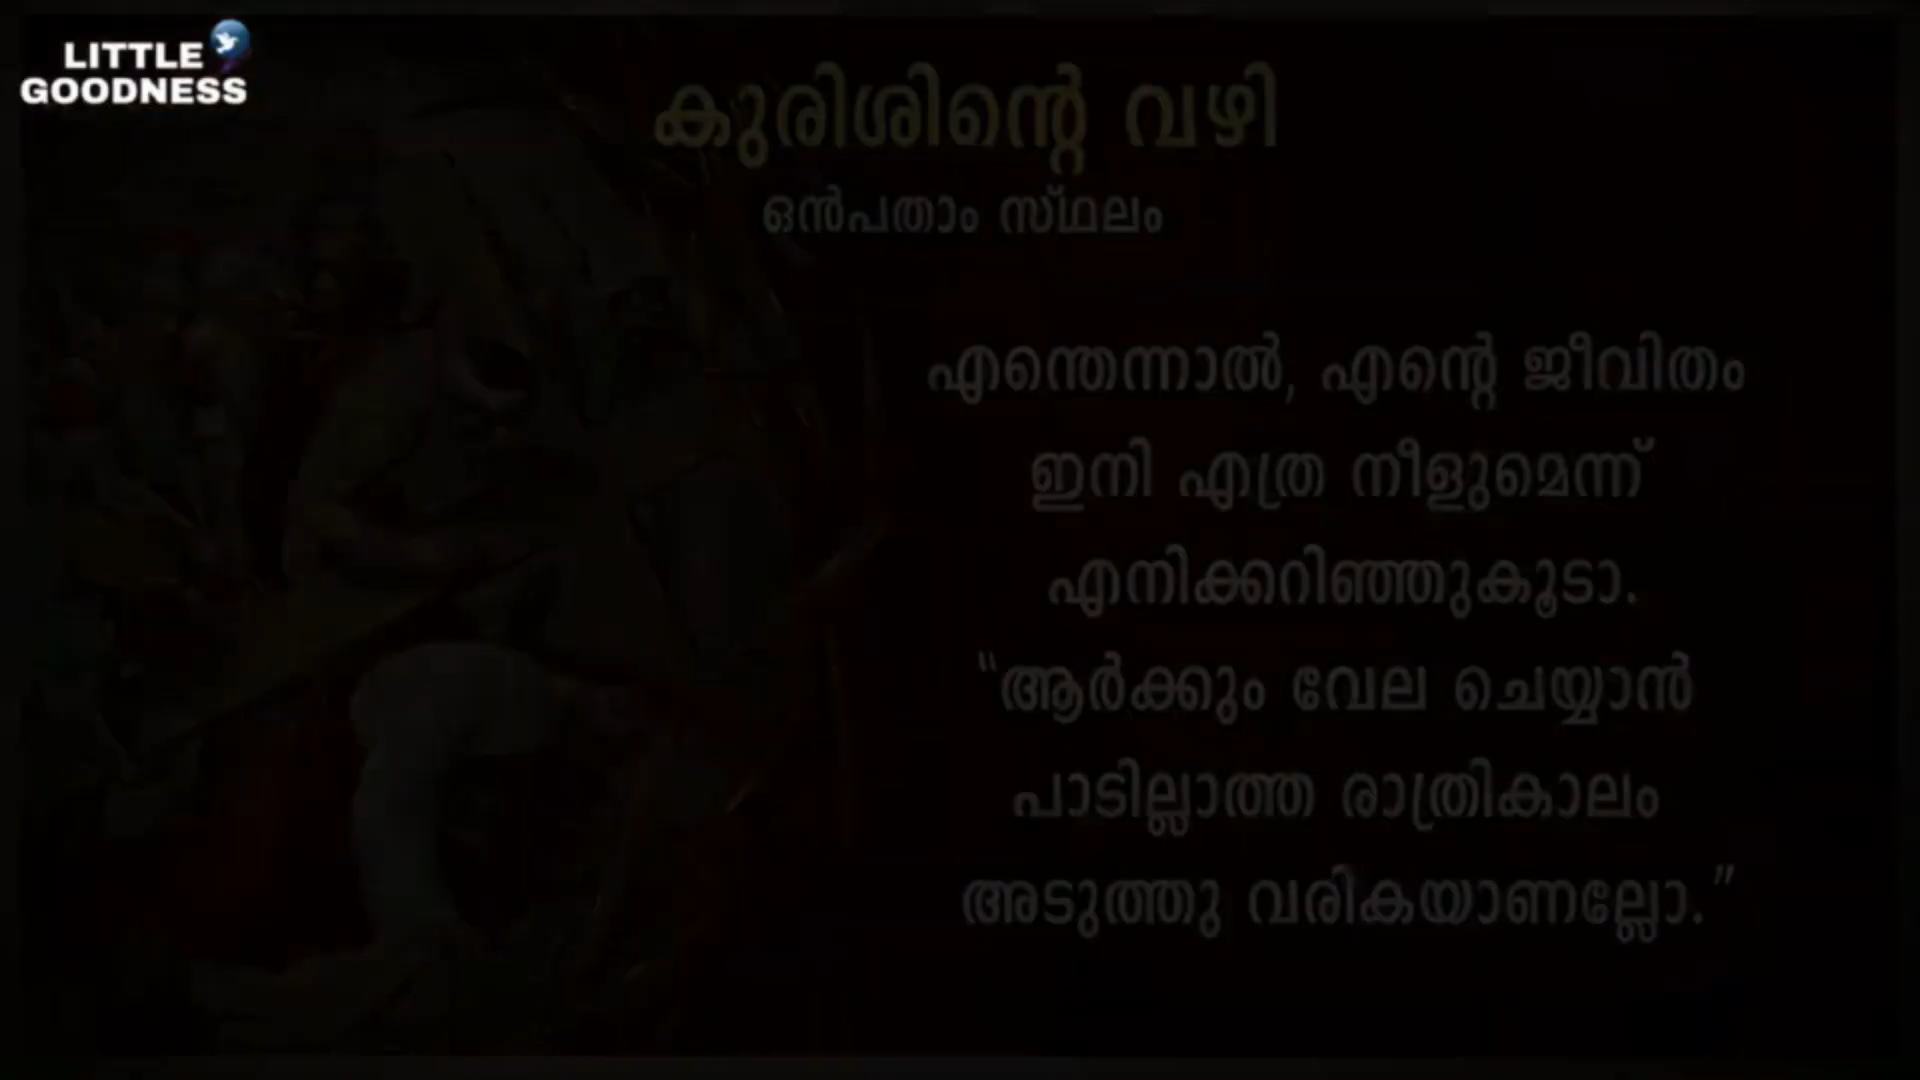 LITTLE
GOODNESS
കുരിശിന്റെ വഴി
ഒൻപതാം സ്ഥലം
എന്തെന്നാൽ, എന്റെ ജീവിതം
ഇനി എത്ര നീളുമെന്ന്
എനിക്കറിഞ്ഞുകൂടാ.
“ആർക്കും വേല ചെയ്യാൻ
പാടില്ലാത്ത രാത്രികാലം
അടുത്തു വരികയാണല്ലോ.”